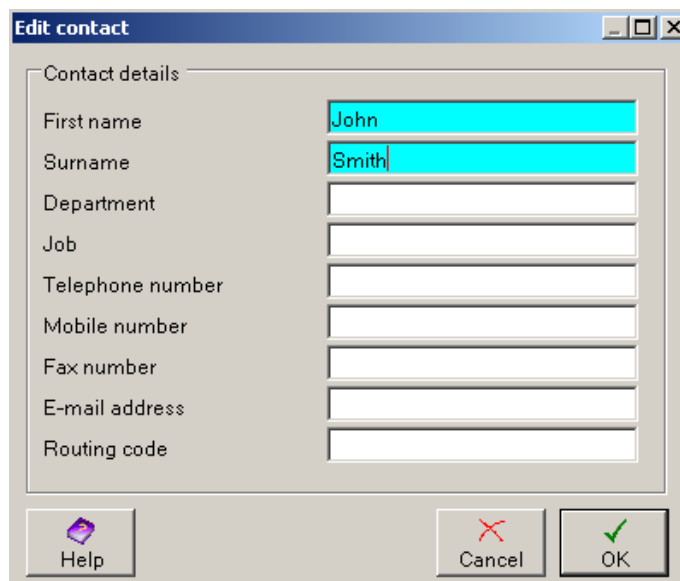 Edit contact
Contact details
First name John
Surname Smith
Department
Job
Telephone number
Mobile number
Fax number
E-mail address
Routing code
Help Cancel OK